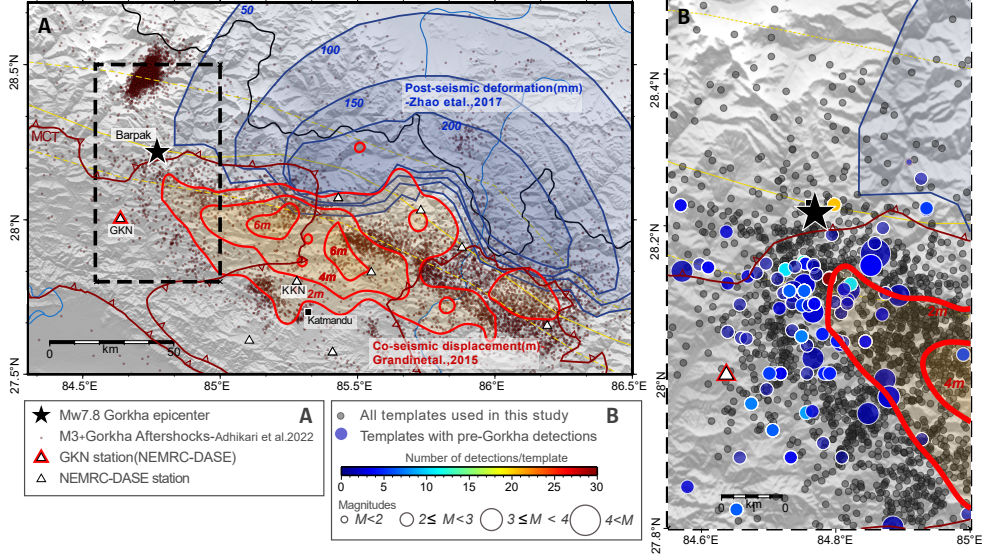 A
50
100
150
200
Post-seismic deformation(mm)
-Zhao etal.,2017
MCT
Barpak
GKN
6m
6m
4m
2m
KKN
Katmandu
Co-seismic displacement(m)
Grandinetal.,2015
0
50
km
28.5°N
28°N
27.5°N
84.5°E
85°E
85.5°E
86°E
86.5°E
B
2m
4m
0
km
28.4°N
28.2°N
28°N
27.8°N
84.6°E
84.8°E
85°E
A
Mw7.8 Gorkha epicenter
M3+Gorkha Aftershocks-Adhikari et al.2022
GKN station(NEMRC-DASE)
NEMRC-DASE station
B
All templates used in this study
Templates with pre-Gorkha detections
Number of detections/template
0 5 10 15 20 25 30
Magnitudes
M<2 2≤ M<3 3 ≤ M < 4 4<M